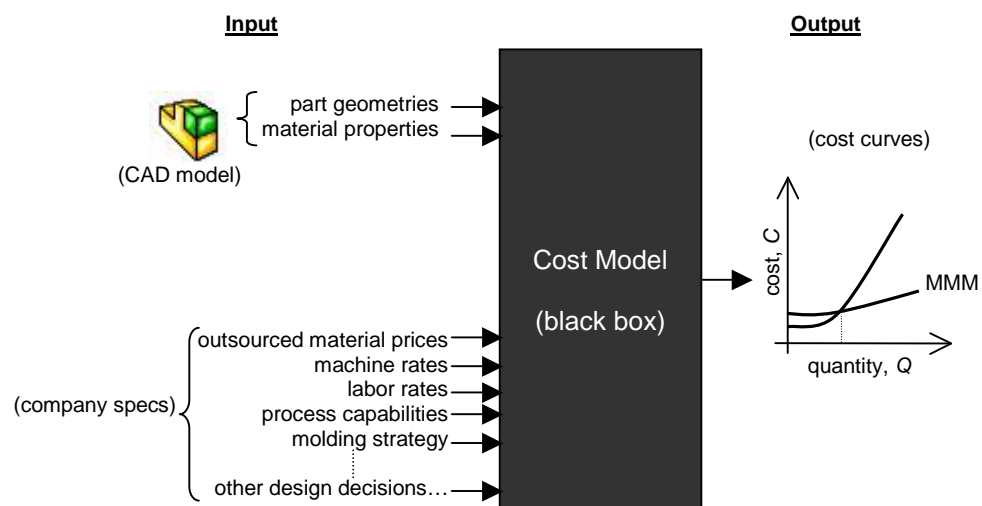 Input
Output
part geometries
material properties
(CAD model)
(cost curves)
Cost Model
(black box)
cost, C
MMM
quantity, Q
outsourced material prices
machine rates
labor rates
(company specs)
process capabilities
molding strategy
other design decisions…